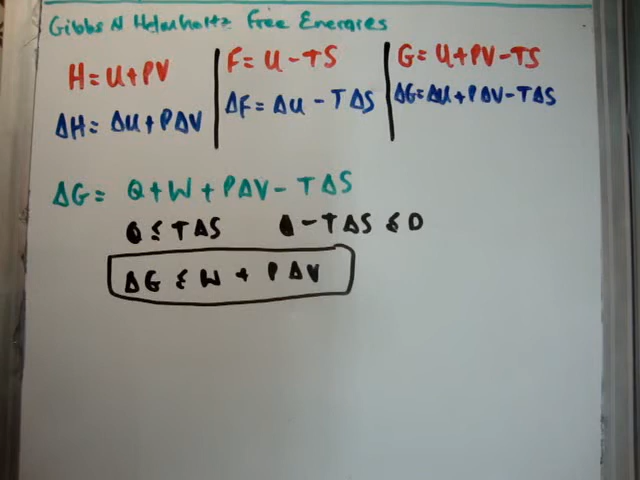 Gibbs N Helmholtz Free Energies
H = U + PV
ΔH = ΔU + PΔV
F = U - TS
ΔF = ΔU - TΔS
G = U + PV - TS
ΔG = ΔU + PΔV - TΔS
ΔG = Q + W + PΔV - TΔS
Q ≤ TΔS Q - TΔS ≤ 0
ΔG ≤ W + PΔV